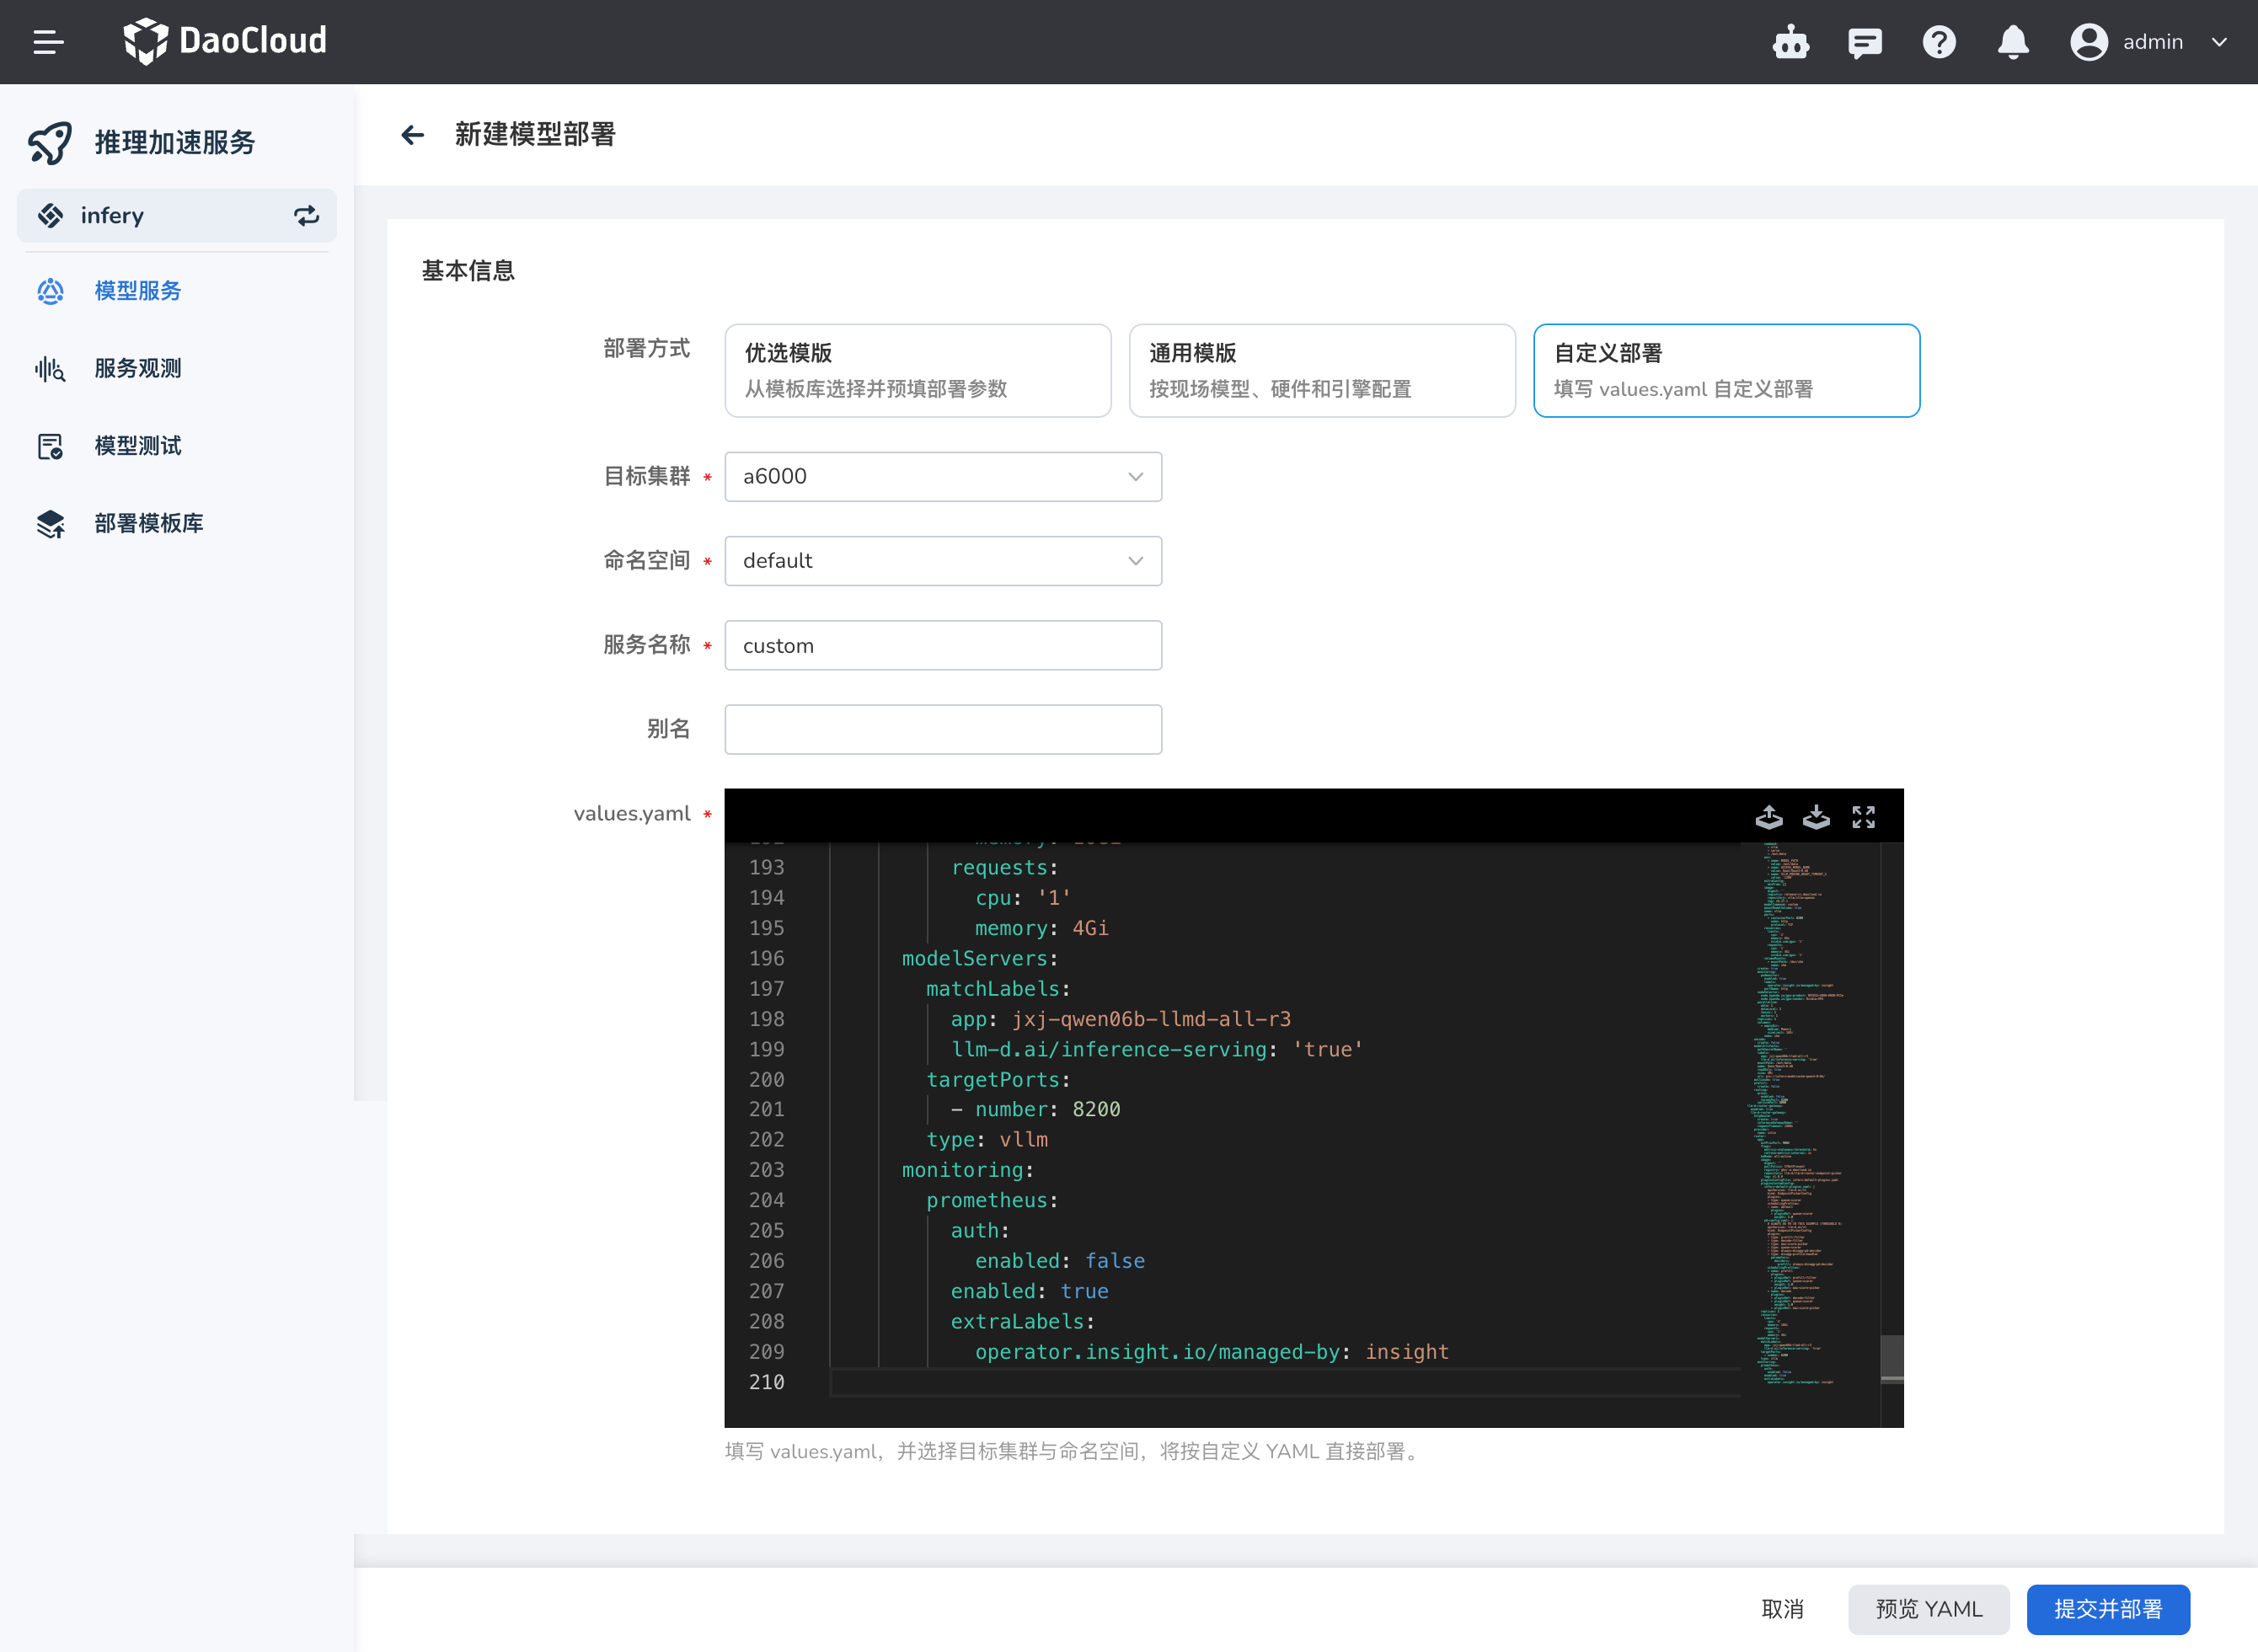 DaoCloud
admin
推理加速服务
infery
模型服务
服务观测
模型测试
部署模板库
新建模型部署
基本信息
部署方式
优选模版
从模板库选择并预填部署参数
通用模版
按现场模型、硬件和引擎配置
自定义部署
填写 values.yaml 自定义部署
目标集群 *
a6000
命名空间 *
default
服务名称 *
custom
别名
values.yaml *
193 requests:
194 cpu: '1'
195 memory: 4Gi
196 modelServers:
197 matchLabels:
198 app: jxj-qwen06b-llmd-all-r3
199 llm-d.ai/inference-serving: 'true'
200 targetPorts:
201 - number: 8200
202 type: vllm
203 monitoring:
204 prometheus:
205 auth:
206 enabled: false
207 enabled: true
208 extraLabels:
209 operator.insight.io/managed-by: insight
210
填写 values.yaml，并选择目标集群与命名空间，将按自定义 YAML 直接部署。
取消
预览 YAML
提交并部署